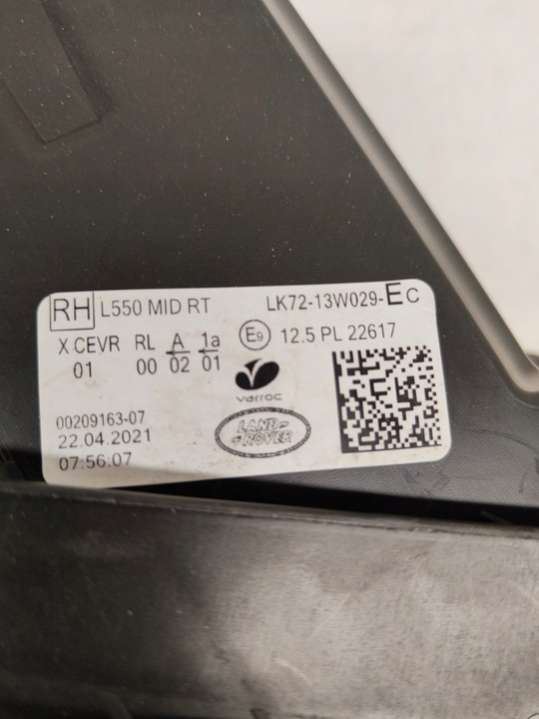 RH L550 MID RT LK72-13W029-EC
X CEVR RL A 1a E9 12.5 PL 22617
01 00 02 01
varroc
00209163-07
LAND
ROVER
22.04.2021
07:56:07